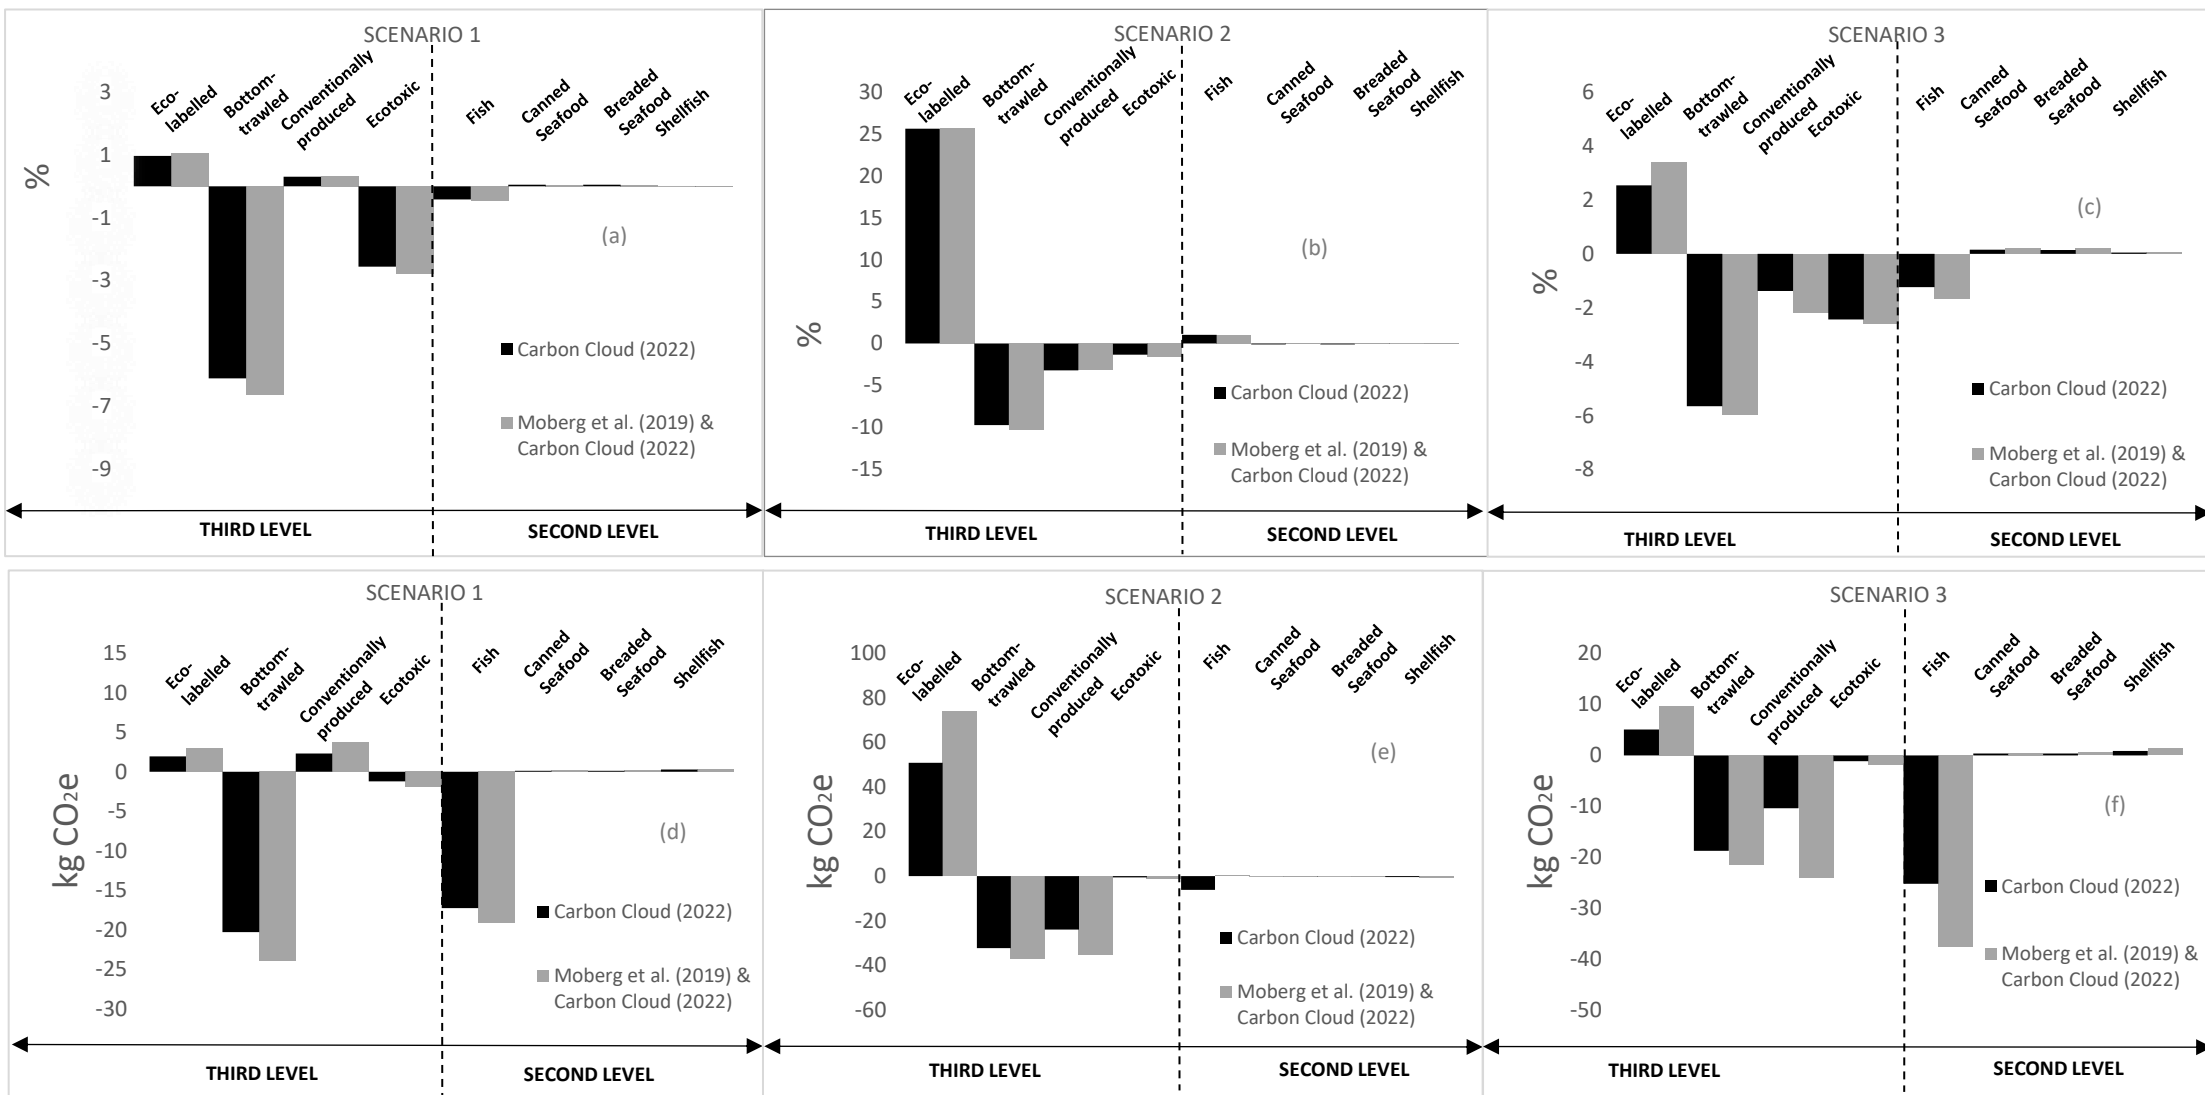 SCENARIO 1
Eco-
labelled
Bottom-
trawled
Conventionally
produced
Ecotoxic
Fish
Canned
Seafood
Breaded
Seafood
Shellfish
3
1
-1
-3
-5
-7
-9
%
(a)
Carbon Cloud (2022)
Moberg et al. (2019) &
Carbon Cloud (2022)
THIRD LEVEL
SECOND LEVEL
SCENARIO 2
Eco-
labelled
Bottom-
trawled
Conventionally
produced
Ecotoxic
Fish
Canned
Seafood
Breaded
Seafood
Shellfish
30
25
20
15
10
5
0
-5
-10
-15
%
(b)
Carbon Cloud (2022)
Moberg et al. (2019) &
Carbon Cloud (2022)
THIRD LEVEL
SECOND LEVEL
SCENARIO 3
Eco-
labelled
Bottom-
trawled
Conventionally
produced
Ecotoxic
Fish
Canned
Seafood
Breaded
Seafood
Shellfish
6
4
2
0
-2
-4
-6
-8
%
(c)
Carbon Cloud (2022)
Moberg et al. (2019) &
Carbon Cloud (2022)
THIRD LEVEL
SECOND LEVEL
SCENARIO 1
Eco-
labelled
Bottom-
trawled
Conventionally
produced
Ecotoxic
Fish
Canned
Seafood
Breaded
Seafood
Shellfish
15
10
5
0
-5
-10
-15
-20
-25
-30
kg CO₂e
(d)
Carbon Cloud (2022)
Moberg et al. (2019) &
Carbon Cloud (2022)
THIRD LEVEL
SECOND LEVEL
SCENARIO 2
Eco-
labelled
Bottom-
trawled
Conventionally
produced
Ecotoxic
Fish
Canned
Seafood
Breaded
Seafood
Shellfish
100
80
60
40
20
0
-20
-40
-60
kg CO₂e
(e)
Carbon Cloud (2022)
Moberg et al. (2019) &
Carbon Cloud (2022)
THIRD LEVEL
SECOND LEVEL
SCENARIO 3
Eco-
labelled
Bottom-
trawled
Conventionally
produced
Ecotoxic
Fish
Canned
Seafood
Breaded
Seafood
Shellfish
20
10
0
-10
-20
-30
-40
-50
kg CO₂e
(f)
Carbon Cloud (2022)
Moberg et al. (2019) &
Carbon Cloud (2022)
THIRD LEVEL
SECOND LEVEL